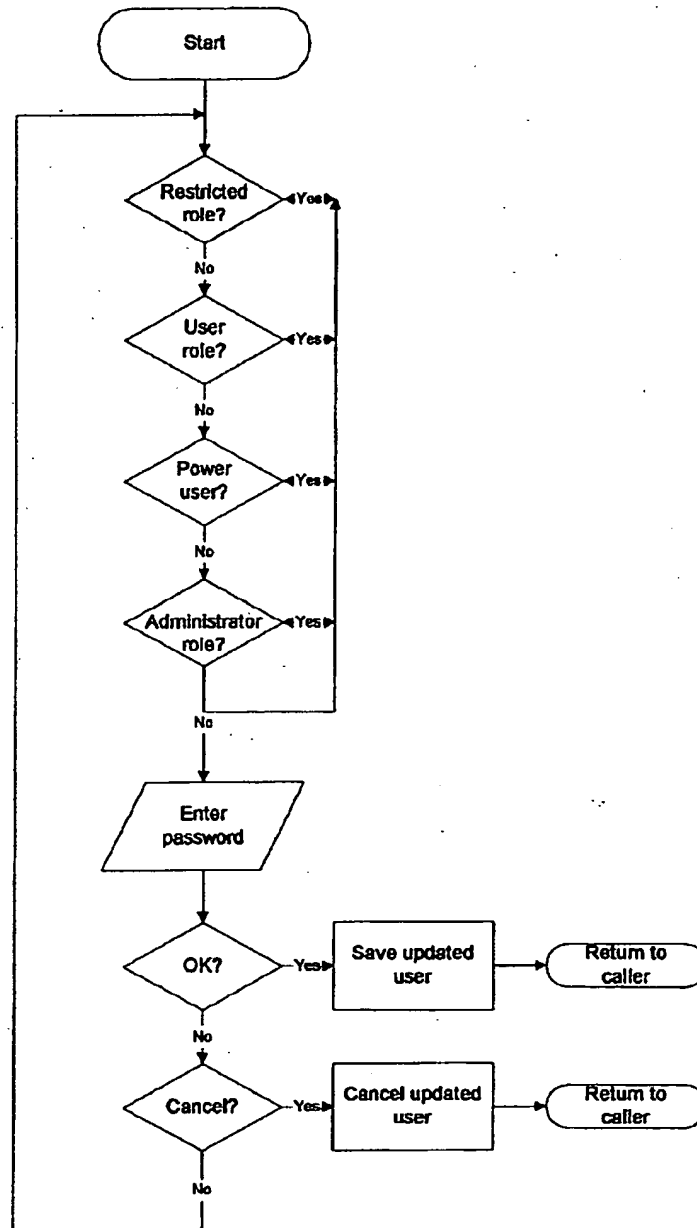 Start
Restricted
role?
Yes
No
User
role?
Yes
No
Power
user?
Yes
No
Administrator
role?
Yes
No
Enter
password
OK?
Yes
Save updated
user
Return to
caller
No
Cancel?
Yes
Cancel updated
user
Return to
caller
No